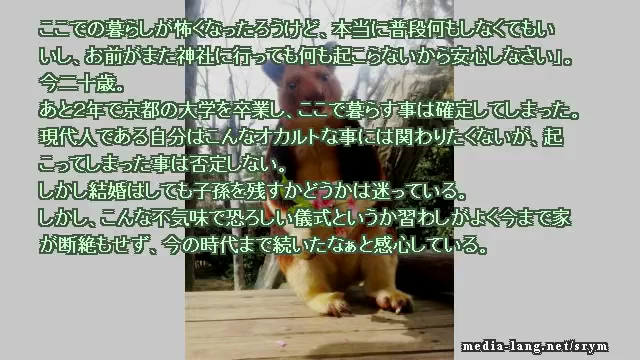 ここでの暮らしが怖くなったろうけど、本当に普段何もしなくてもい
いし、お前がまた神社に行っても何も起こらないから安心しなさい」。
今二十歳。
あと２年で京都の大学を卒業し、ここで暮らす事は確定してしまった。
現代人である自分はこんなオカルトな事には関わりたくないが、起
こってしまった事は否定しない。
しかし結婚はしても子孫を残すかどうかは迷っている。
しかし、こんな不気味で恐ろしい儀式というか習わしがよく今まで家
が断絶もせず、今の時代まで続いたなぁと感心している。
media-lang.net/srym